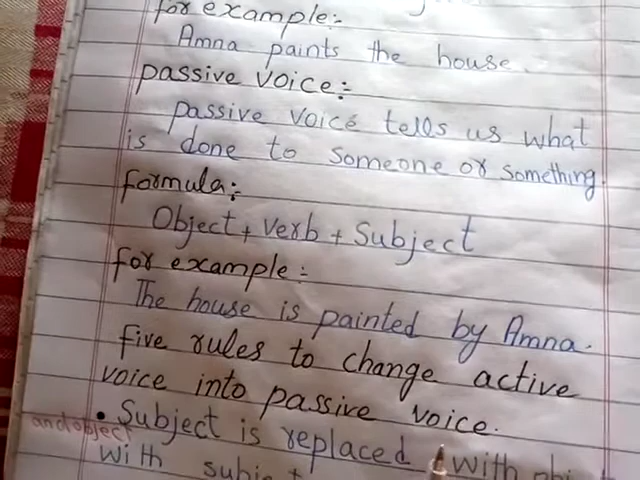 for example:-
Amna paints the house.
passive voice:-
passive voice tells us what
is done to someone or something.
formula:-
Object + verb + Subject
for example:-
The house is painted by Amna.
five rules to change active
voice into passive voice.
• Subject is replaced with
and object
with